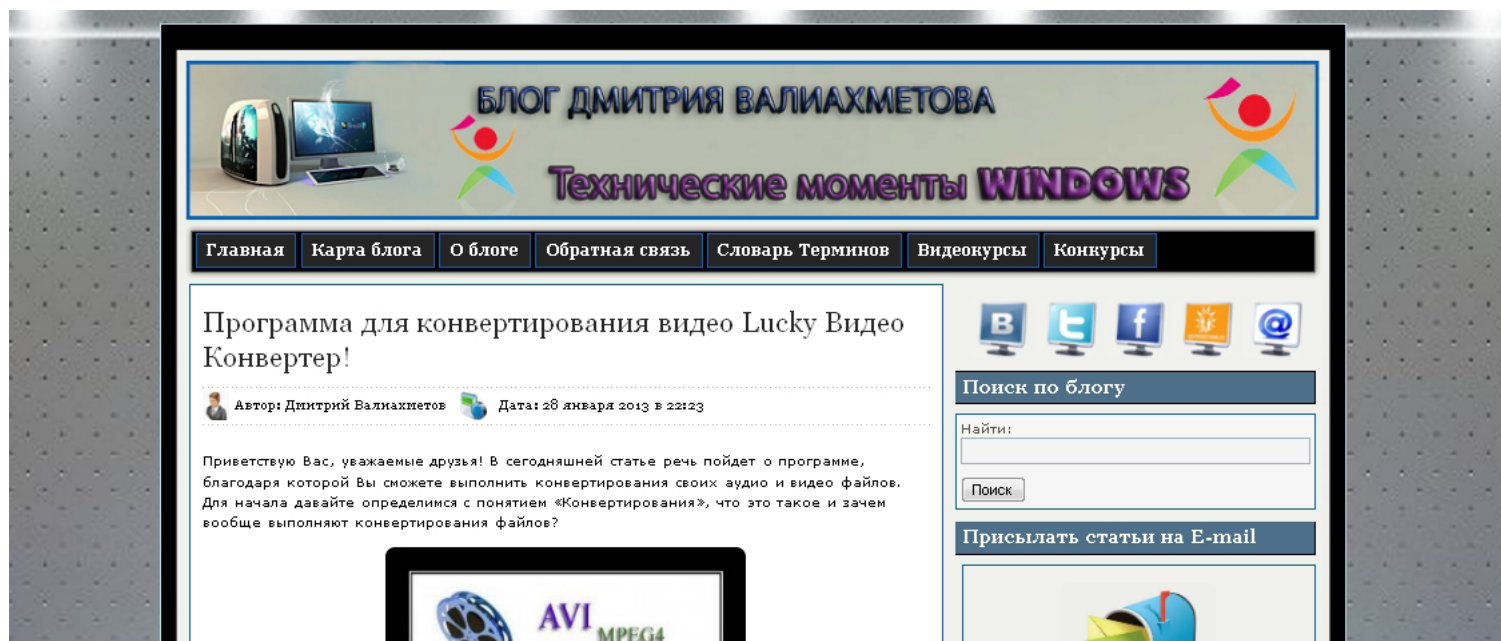 БЛОГ ДМИТРИЯ ВАЛИАХМЕТОВА
Технические моменты WINDOWS
Главная Карта блога О блоге Обратная связь Словарь Терминов Видеокурсы Конкурсы
Программа для конвертирования видео Lucky Видео
Конвертер!
Автор: Дмитрий Валиахметов Дата: 28 января 2013 в 22:23
Приветствую Вас, уважаемые друзья! В сегодняшней статье речь пойдет о программе,
благодаря которой Вы сможете выполнить конвертирования своих аудио и видео файлов.
Для начала давайте определимся с понятием «Конвертирования», что это такое и зачем
вообще выполняют конвертирования файлов?
AVI
MPEG4
Поиск по блогу
Найти:
Поиск
Присылать статьи на E-mail